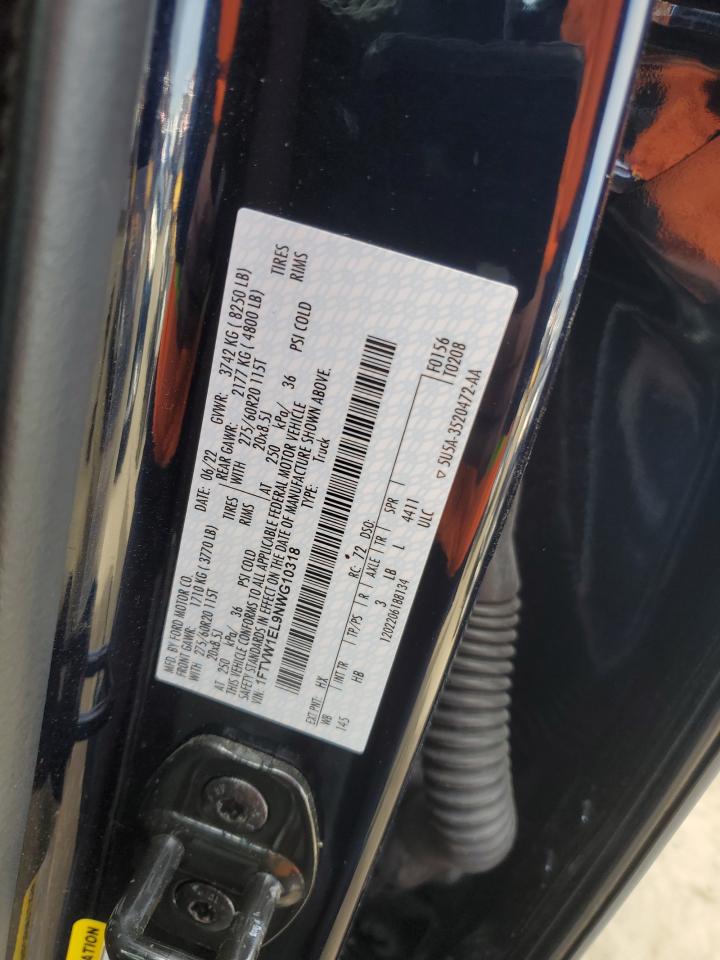 MFD. BY FORD MOTOR CO.
DATE: 06/22 GVWR: 3742 KG ( 8250 LB)
FRONT GAWR: 1710 KG ( 3770 LB) REAR GAWR: 2177 KG ( 4800 LB)
WITH 275/60R20 115T TIRES WITH 275/60R20 115T TIRES
20x8.5J RIMS 20x8.5J RIMS
AT 250 kPa/ 36 PSI COLD AT 250 kPa/ 36 PSI COLD
THIS VEHICLE CONFORMS TO ALL APPLICABLE FEDERAL MOTOR VEHICLE
SAFETY STANDARDS IN EFFECT ON THE DATE OF MANUFACTURE SHOWN ABOVE.
VIN: 1FTVW1EL9NWG10318 TYPE: Truck
F0156
T0208
EXT PNT: HX RC: 72 DSO:
WB INT TR TP/PS R AXLE TR SPR
145 HB 3 LB L 4411
1202206188134 ULC
5U5A-3520472-AA
ATION